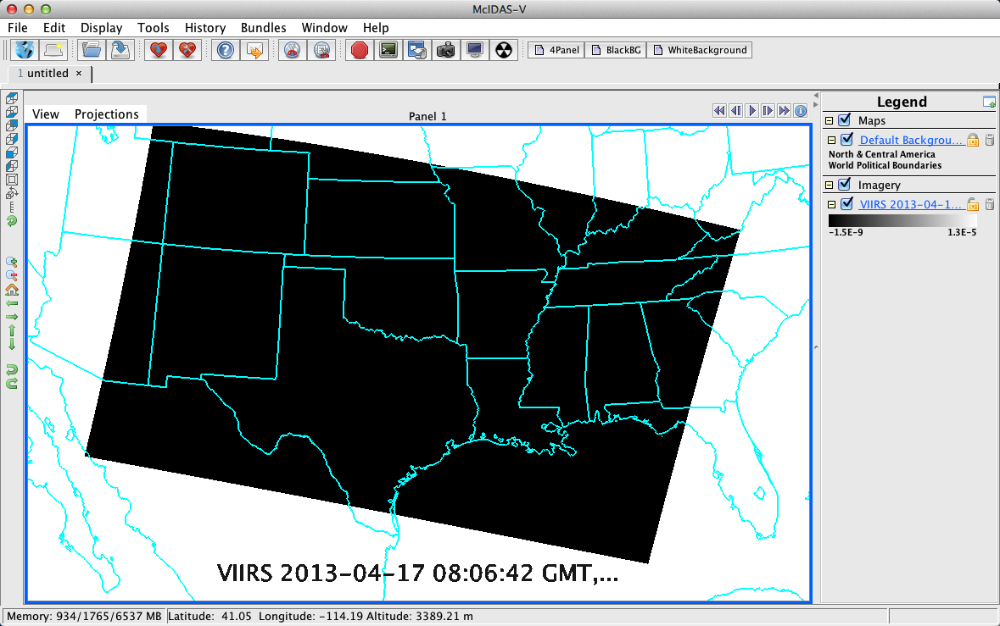 McIDAS-V
File Edit Display Tools History Bundles Window Help
4Panel BlackBG WhiteBackground
1 untitled ×
View Projections
Panel 1
Legend
Maps
Default Backgrou...
North & Central America
World Political Boundaries
Imagery
VIIRS 2013-04-1...
-1.5E-9 1.3E-5
VIIRS 2013-04-17 08:06:42 GMT,...
Memory: 934/1765/6537 MB Latitude: 41.05 Longitude: -114.19 Altitude: 3389.21 m